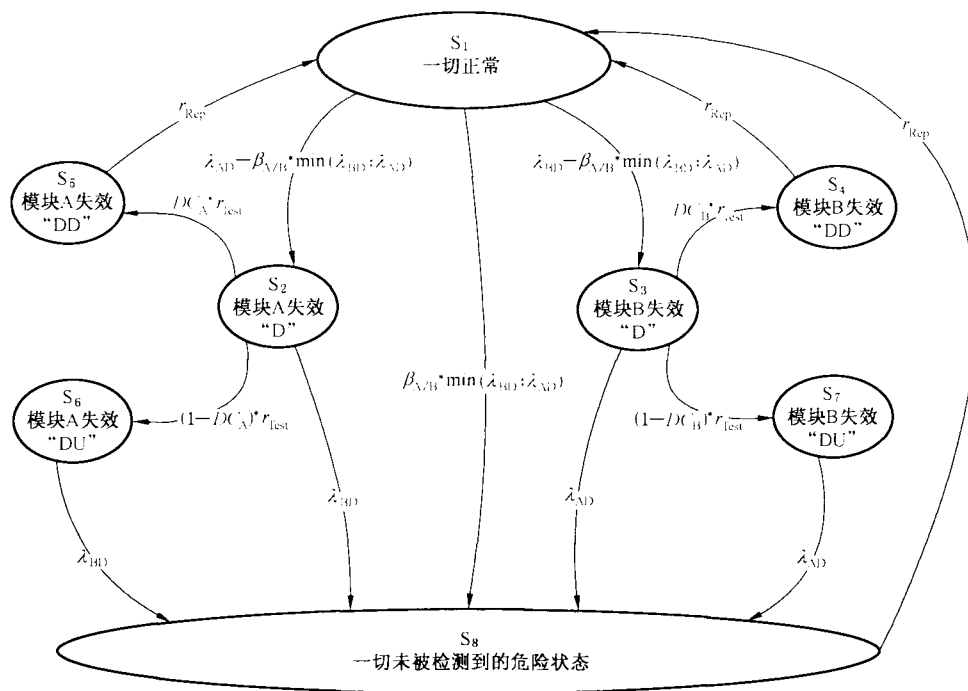 S₁
一切正常
r_Rep
r_Rep
r_Rep
λ_AD−β_A/B*min(λ_BD;λ_AD)
λ_BD−β_A/B*min(λ_BD;λ_AD)
S₅
模块A失效
“DD”
DC_A*r_Test
DC_B*r_Test
S₄
模块B失效
“DD”
S₂
模块A失效
“D”
S₃
模块B失效
“D”
β_A/B*min(λ_BD;λ_AD)
S₆
模块A失效
“DU”
(1−DC_A)*r_Test
(1−DC_B)*r_Test
S₇
模块B失效
“DU”
λ_BD
λ_AD
λ_BD
λ_AD
S₈
一切未被检测到的危险状态